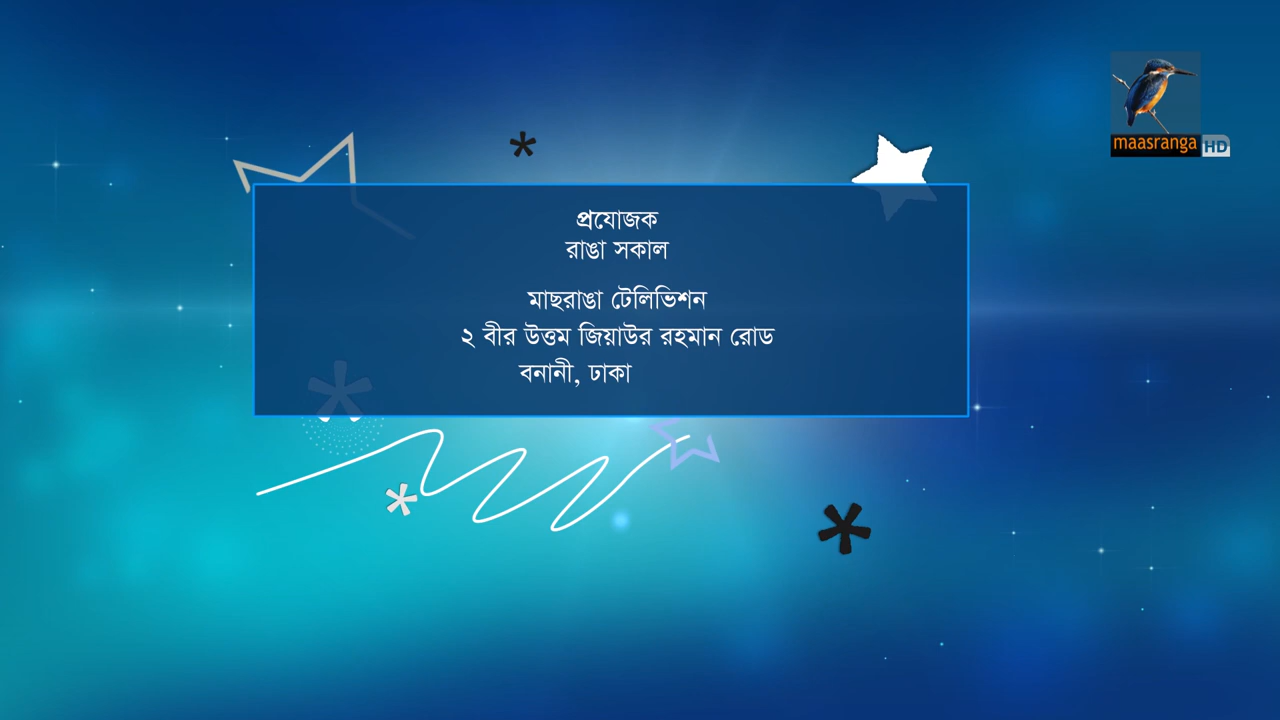 maasranga HD
প্রযোজক
রাঙা সকাল
মাছরাঙা টেলিভিশন
২ বীর উত্তম জিয়াউর রহমান রোড
বনানী, ঢাকা